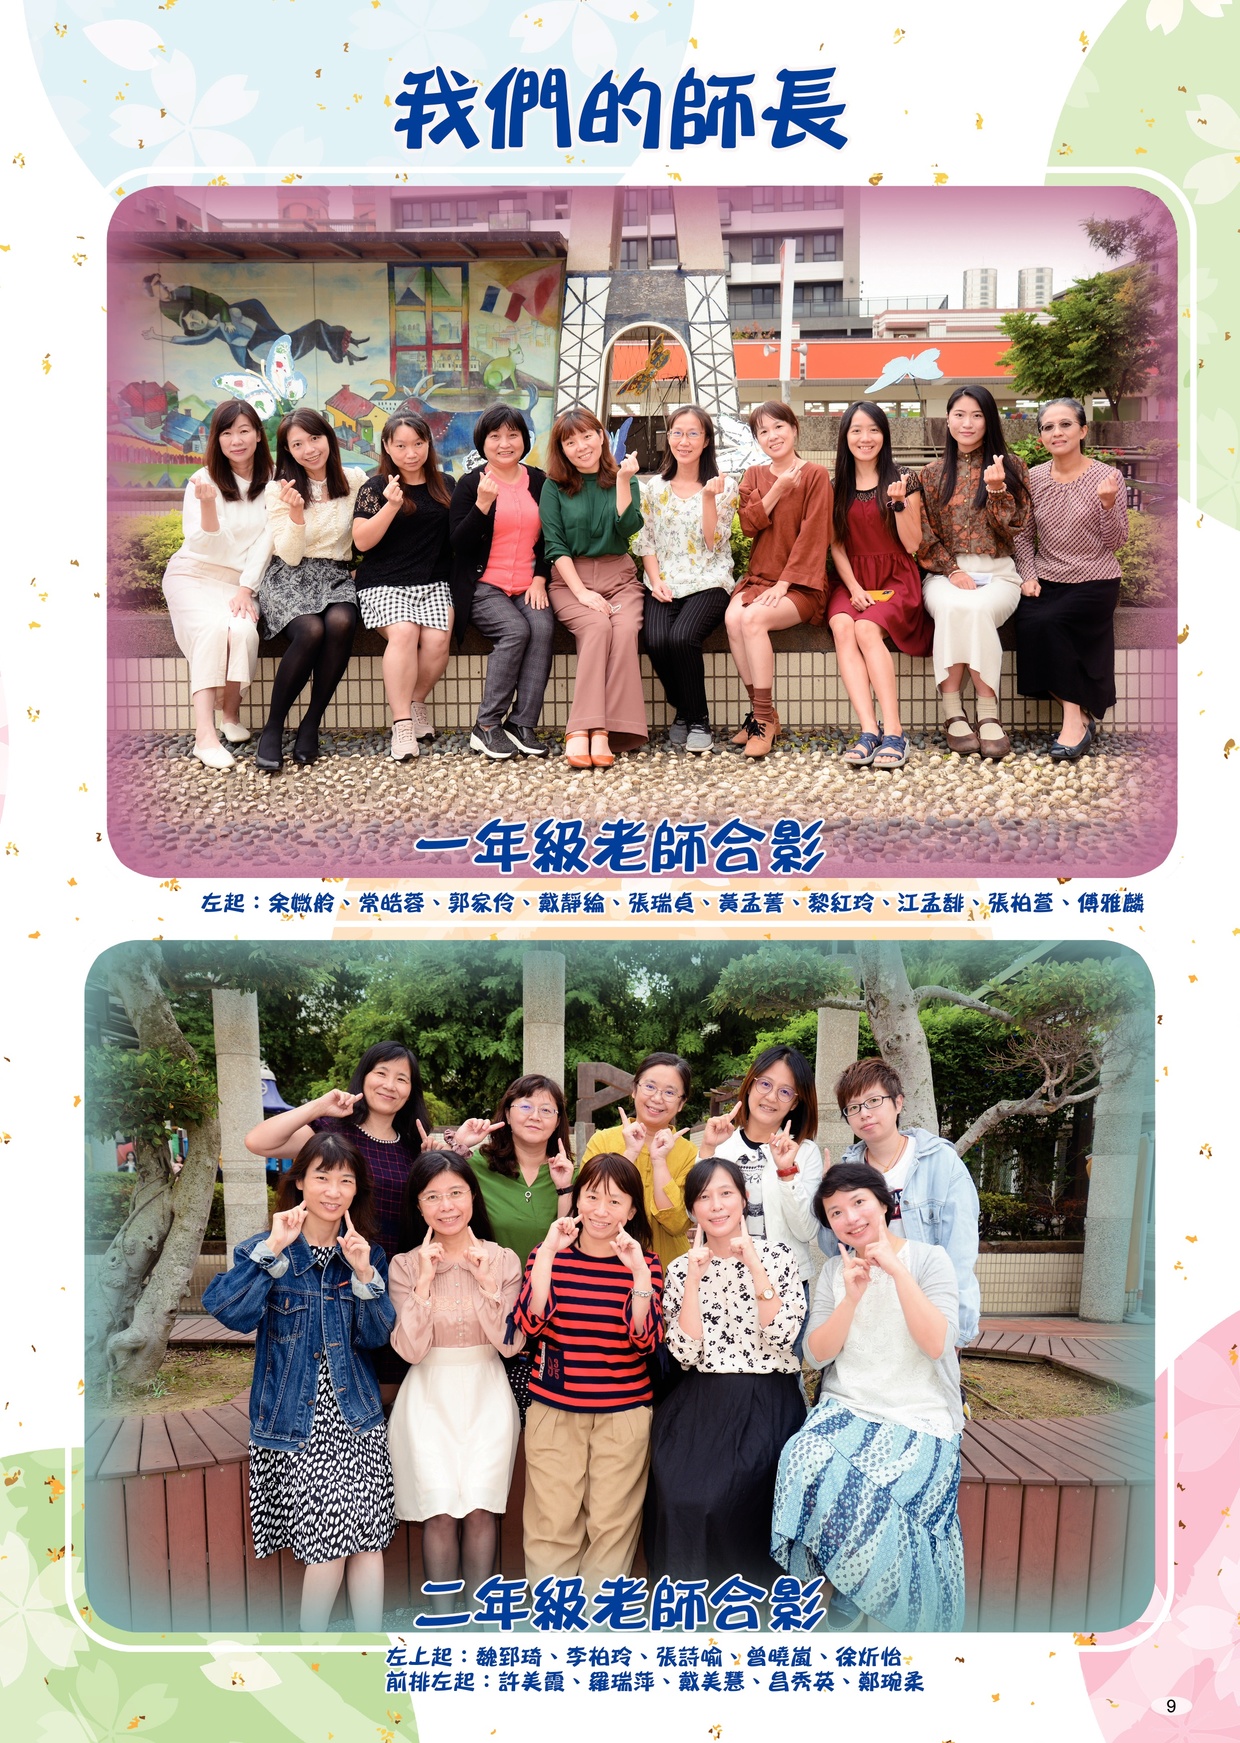 我們的師長
一年級老師合影
左起：余媺舲、常皓蓉、郭家伶、戴靜綸、張瑞貞、黃孟菁、黎紅玲、江孟馡、張柏萱、傅雅麟
二年級老師合影
左上起：魏郅琦、李柏玲、張詩喻、曾曉嵐、徐炘怡
前排左起：許美霞、羅瑞萍、戴美慧、昌秀英、鄭琬柔
9